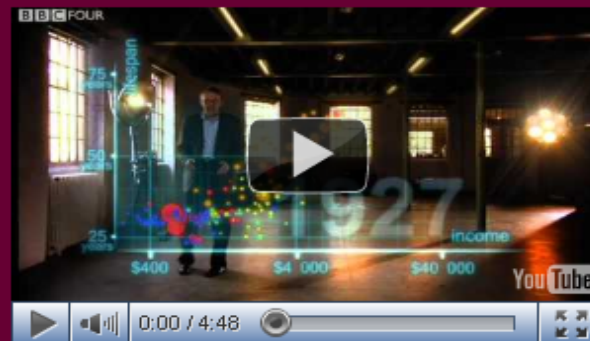 BBC FOUR
lifespan
75
years
50
years
25
years
927
income
$400
$4 000
$40 000
YouTube
0:00 / 4:48